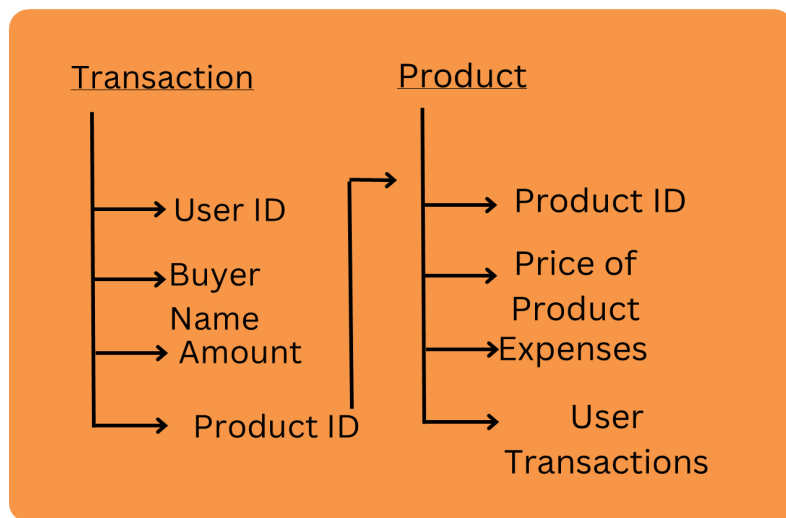 Transaction
User ID
Buyer
Name
Amount
Product ID
Product
Product ID
Price of
Product
Expenses
User
Transactions